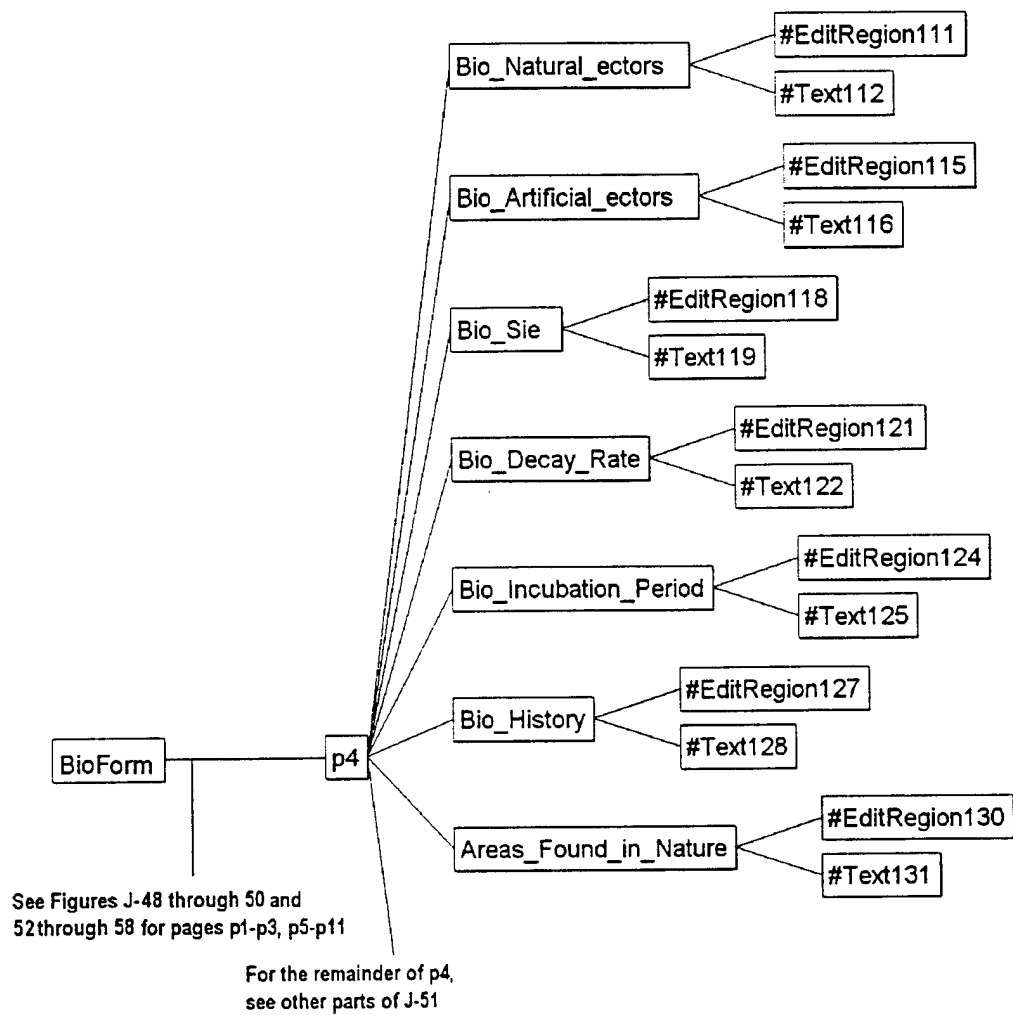 #EditRegion111
Bio_Natural_ectors
#Text112
#EditRegion115
Bio_Artificial_ectors
#Text116
#EditRegion118
Bio_Sie
#Text119
#EditRegion121
Bio_Decay_Rate
#Text122
#EditRegion124
Bio_Incubation_Period
#Text125
#EditRegion127
Bio_History
#Text128
BioForm
p4
#EditRegion130
Areas_Found_in_Nature
#Text131
See Figures J-48 through 50 and
52through 58 for pages p1-p3, p5-p11
For the remainder of p4,
see other parts of J-51